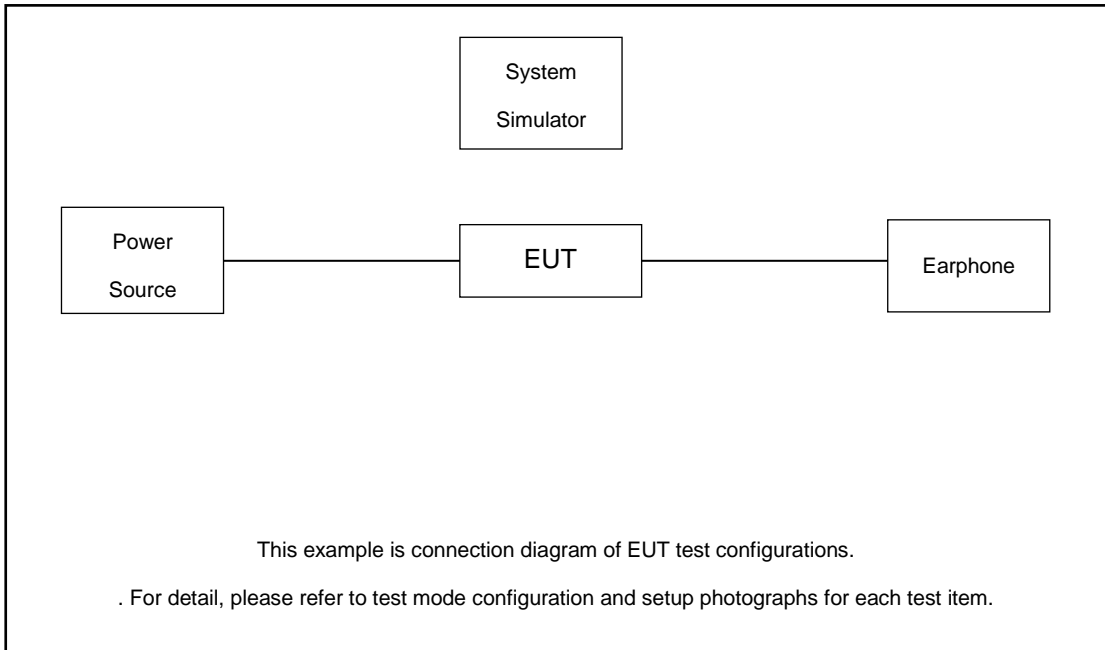 System
Simulator
Power
Source
EUT
Earphone
This example is connection diagram of EUT test configurations.
. For detail, please refer to test mode configuration and setup photographs for each test item.